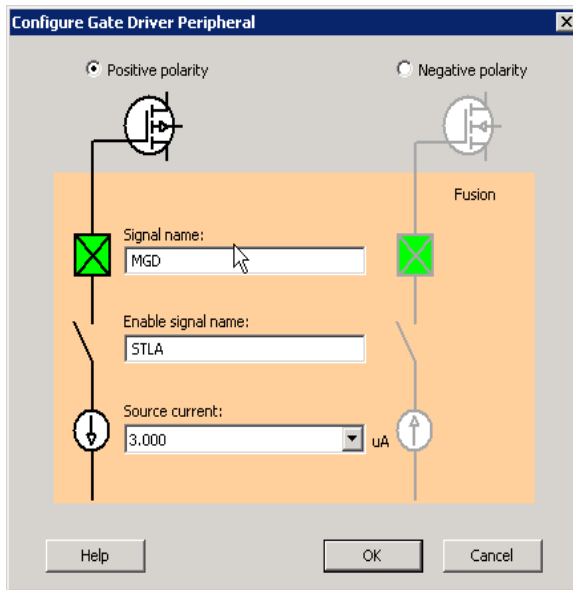 Configure Gate Driver Peripheral
Positive polarity
Negative polarity
Fusion
Signal name:
MGD
Enable signal name:
STLA
Source current:
3.000
uA
Help
OK
Cancel